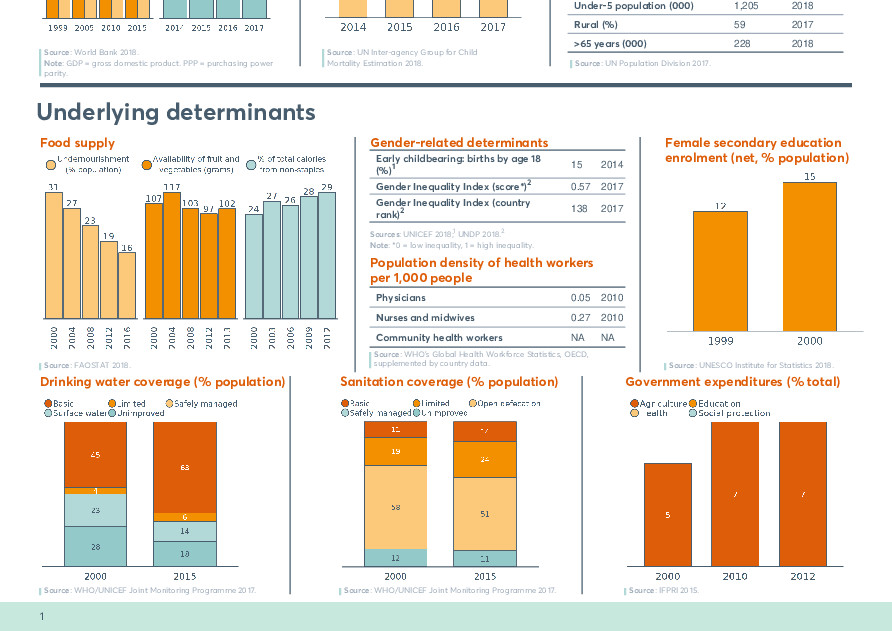 1999 2005 2010 2015
2014 2015 2016 2017
2014 2015 2016 2017
Under-5 population (000) 1,205 2018
Rural (%) 59 2017
>65 years (000) 228 2018
Source: World Bank 2018.
Note: GDP = gross domestic product. PPP = purchasing power
parity.
Source: UN Inter-agency Group for Child
Mortality Estimation 2018.
Source: UN Population Division 2017.
Underlying determinants
Food supply
Undernourishment
(% population)
Availability of fruit and
vegetables (grams)
% of total calories
from non-staples
31 27 23 19 16
107 117 103 97 102
24 27 26 28 29
2000 2004 2008 2012 2016
2000 2004 2008 2012
2006 2009
Source: FAOSTAT 2018.
Gender-related determinants
Early childbearing: births by age 18
(%)1 15 2014
Gender Inequality Index (score*)2 0.57 2017
Gender Inequality Index (country
rank)2 138 2017
Sources: UNICEF 2018,1 UNDP 2018.2
Note: *0 = low inequality, 1 = high inequality.
Population density of health workers
per 1,000 people
Physicians 0.05 2010
Nurses and midwives 0.27 2010
Community health workers NA NA
Source: WHO's Global Health Workforce Statistics, OECD,
supplemented by country data.
Female secondary education
enrolment (net, % population)
12 15
1999 2000
Source: UNESCO Institute for Statistics 2018.
Drinking water coverage (% population)
Basic Limited Safely managed
Surface water Unimproved
45 4 23 28
63 6 14 18
2000 2015
Source: WHO/UNICEF Joint Monitoring Programme 2017.
Sanitation coverage (% population)
Basic Limited Open defecation
Safely managed Unimproved
11 19 58 12
14 24 51 11
2000 2015
Source: WHO/UNICEF Joint Monitoring Programme 2017.
Government expenditures (% total)
Agriculture Education
Health Social protection
5 7 7
2000 2010 2012
Source: IFPRI 2015.
1